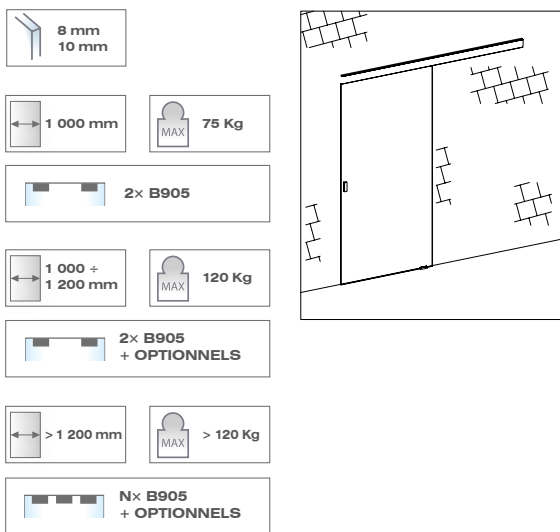 8 mm
10 mm
1 000 mm
MAX
75 Kg
2× B905
1 000 ÷
1 200 mm
MAX
120 Kg
2× B905
+ OPTIONNELS
> 1 200 mm
MAX
> 120 Kg
N× B905
+ OPTIONNELS